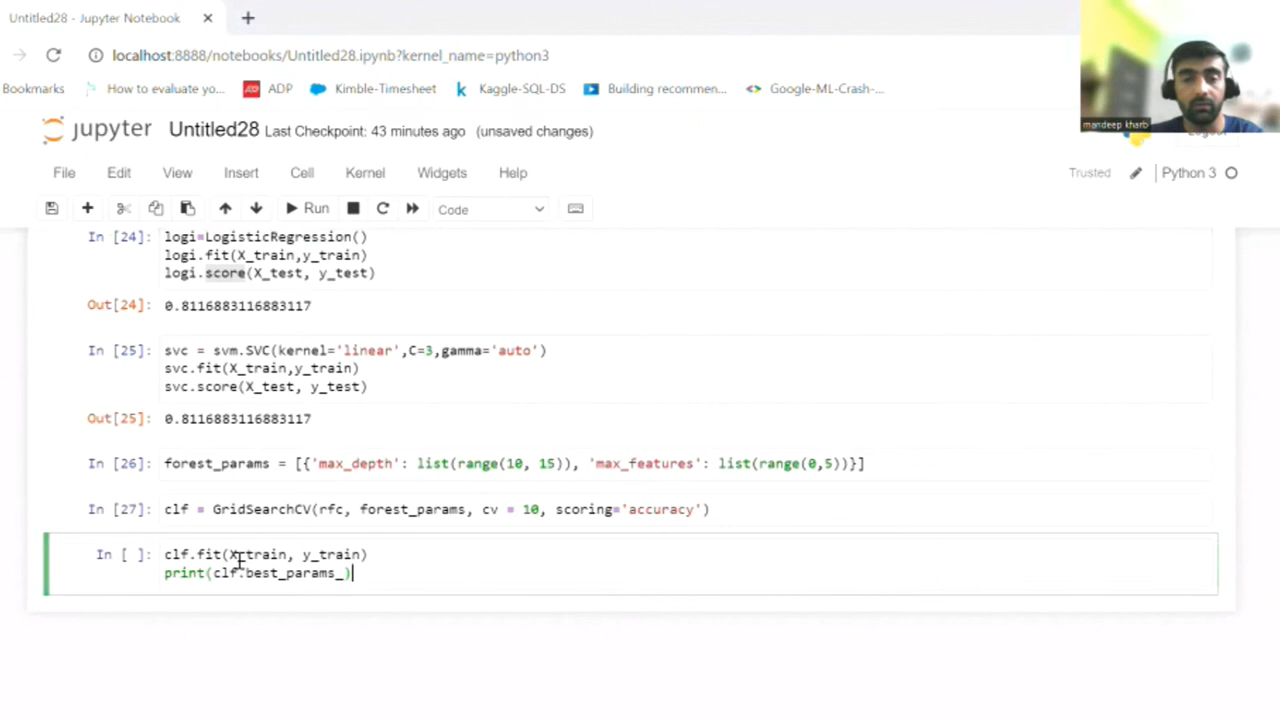 Untitled28 - Jupyter Notebook
localhost:8888/notebooks/Untitled28.ipynb?kernel_name=python3
Bookmarks How to evaluate yo... ADP Kimble-Timesheet Kaggle-SQL-DS Building recommen... Google-ML-Crash-...
mandeep kharb
jupyter Untitled28 Last Checkpoint: 43 minutes ago (unsaved changes)
File Edit View Insert Cell Kernel Widgets Help Trusted Python 3
Run Code
In [24]: logi=LogisticRegression()
logi.fit(X_train,y_train)
logi.score(X_test, y_test)
Out[24]: 0.8116883116883117
In [25]: svc = svm.SVC(kernel='linear',C=3,gamma='auto')
svc.fit(X_train,y_train)
svc.score(X_test, y_test)
Out[25]: 0.8116883116883117
In [26]: forest_params = [{'max_depth': list(range(10, 15)), 'max_features': list(range(0,5))}]
In [27]: clf = GridSearchCV(rfc, forest_params, cv = 10, scoring='accuracy')
In [ ]: clf.fit(X_train, y_train)
print(clf.best_params_)